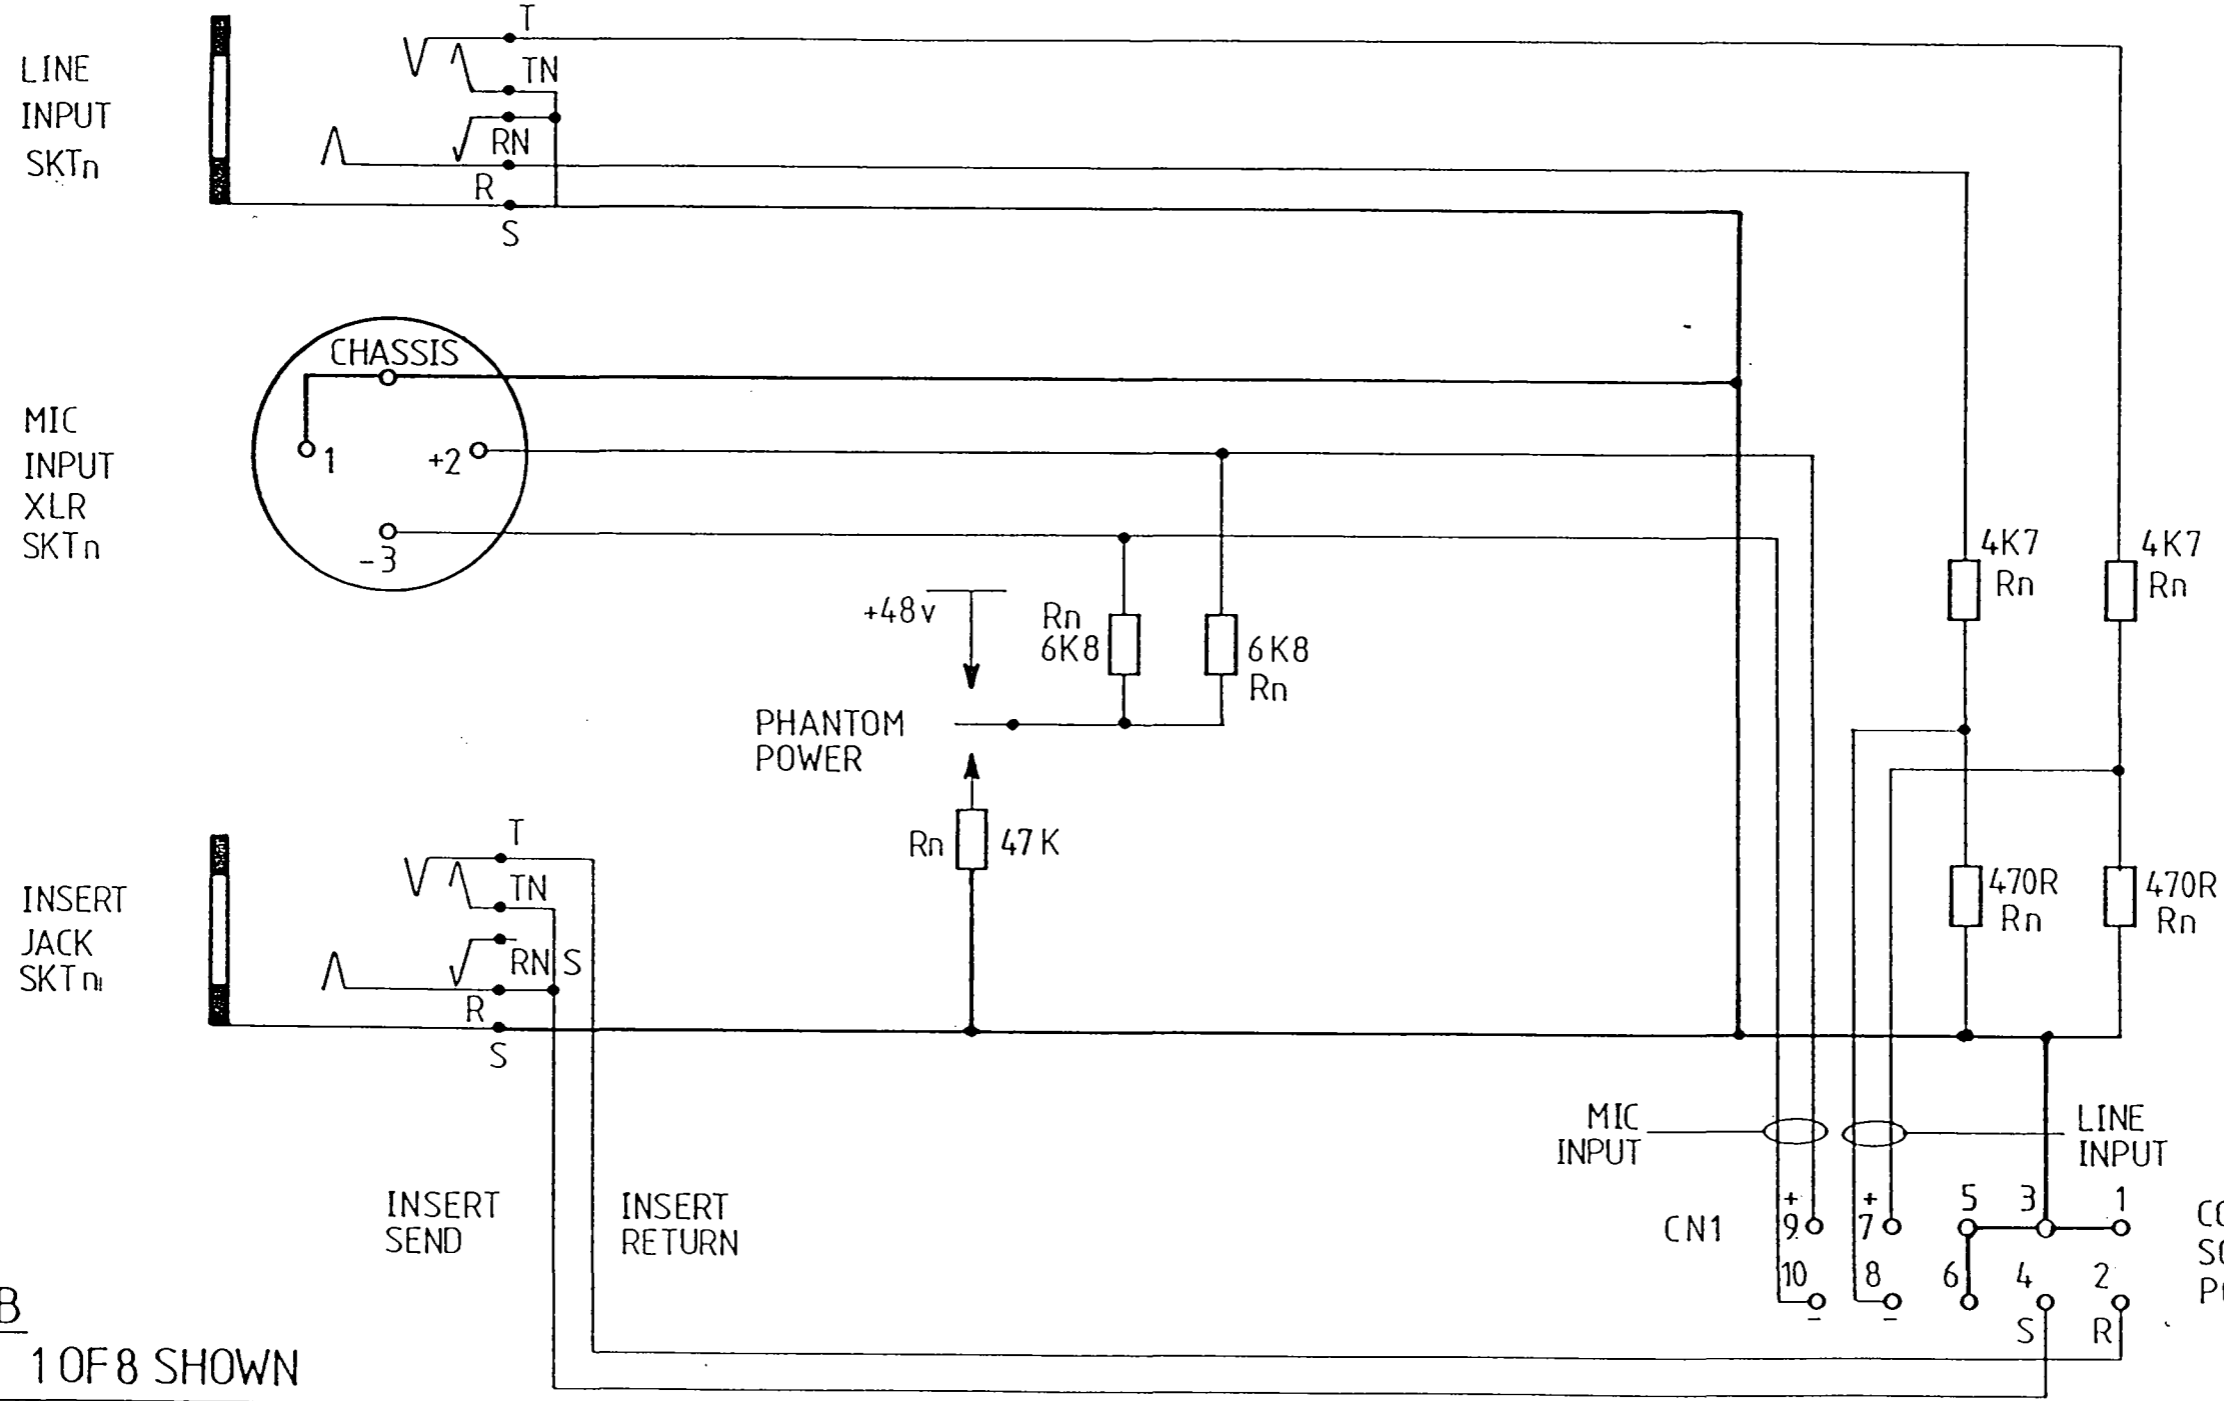 T
LINE
INPUT
SKTn
TN
RN
R
S
CHASSIS
MIC
INPUT
XLR
SKTn
1
+2
-3
+48v
Rn
6K8
6K8
Rn
4K7
Rn
4K7
Rn
PHANTOM
POWER
Rn
47K
470R
Rn
470R
Rn
INSERT
JACK
SKTn
T
TN
RN
S
R
S
MIC
INPUT
LINE
INPUT
INSERT
SEND
INSERT
RETURN
CN1
+
9
+
7
5
3
1
10
8
6
4
2
-
-
S
R
B
1 OF 8 SHOWN